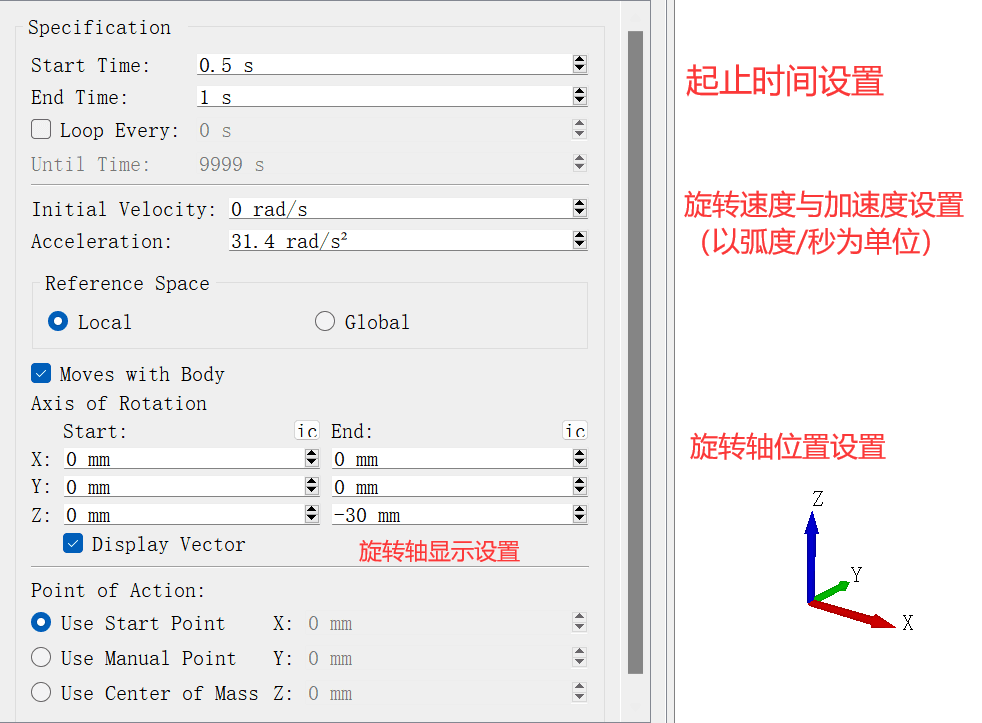 Specification
Start Time: 0.5 s
起止时间设置
End Time: 1 s
Loop Every: 0 s
Until Time: 9999 s
Initial Velocity: 0 rad/s
旋转速度与加速度设置
（以弧度/秒为单位）
Acceleration: 31.4 rad/s²
Reference Space
Local Global
Moves with Body
Axis of Rotation
Start: ic End: ic
旋转轴位置设置
X: 0 mm 0 mm
Y: 0 mm 0 mm
Z: 0 mm -30 mm
Display Vector
旋转轴显示设置
Point of Action:
Use Start Point X: 0 mm
Use Manual Point Y: 0 mm
Use Center of Mass Z: 0 mm
Z
Y
X